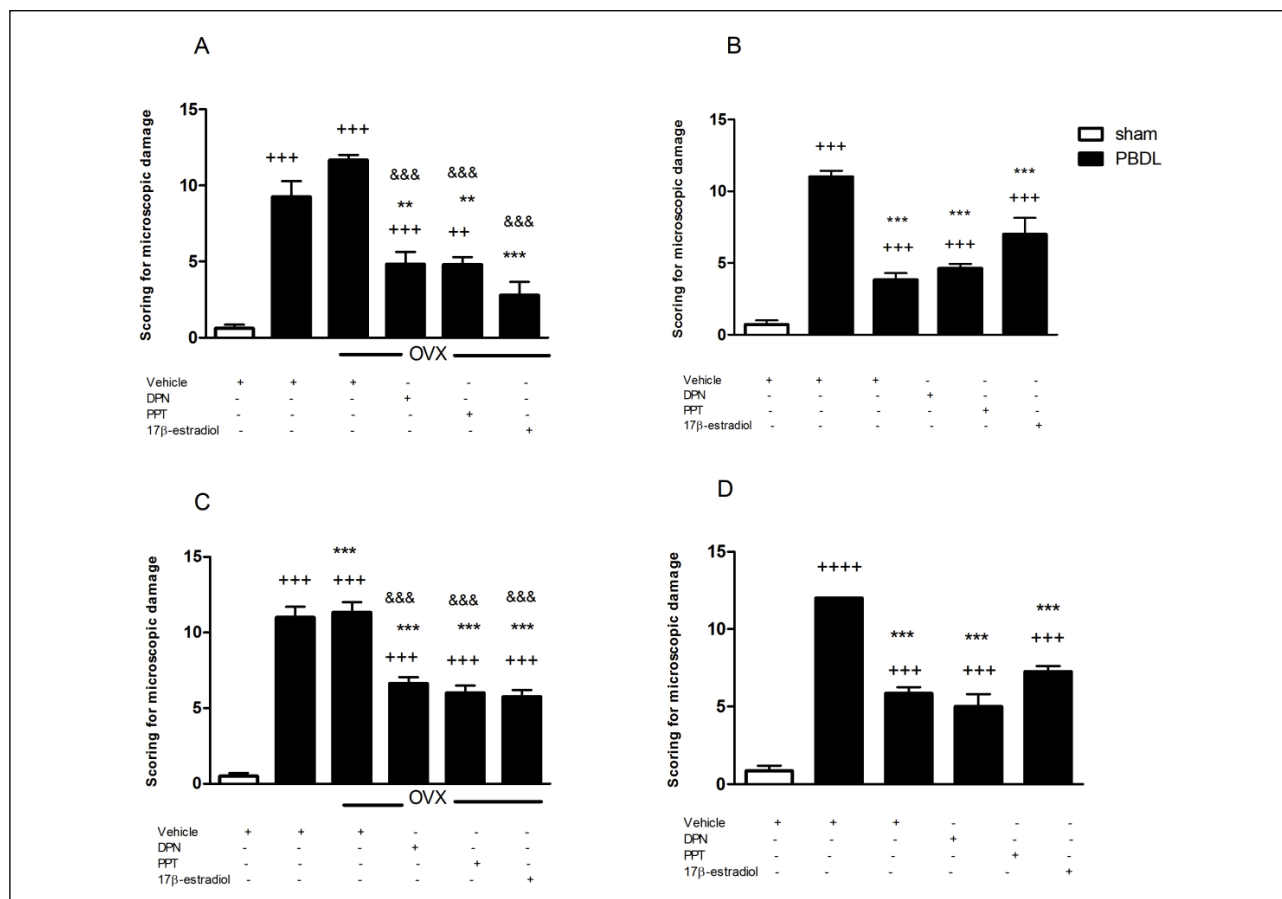 A
Scoring for microscopic damage
15
10
5
0
+++
+++
&&&
**
+++
&&&
**
++
&&&
***
OVX
Vehicle + + + - - -
DPN - - - + - -
PPT - - - - + -
17β-estradiol - - - - - +
B
Scoring for microscopic damage
15
10
5
0
+++
***
+++
***
+++
***
+++
sham
PBDL
Vehicle + + + - - -
DPN - - - + - -
PPT - - - - + -
17β-estradiol - - - - - +
C
Scoring for microscopic damage
15
10
5
0
+++
***
+++
&&&
***
+++
&&&
***
+++
&&&
***
+++
OVX
Vehicle + + + - - -
DPN - - - + - -
PPT - - - - + -
17β-estradiol - - - - - +
D
Scoring for microscopic damage
15
10
5
0
++++
***
+++
***
+++
***
+++
Vehicle + + + - - -
DPN - - - + - -
PPT - - - - + -
17β-estradiol - - - - - +